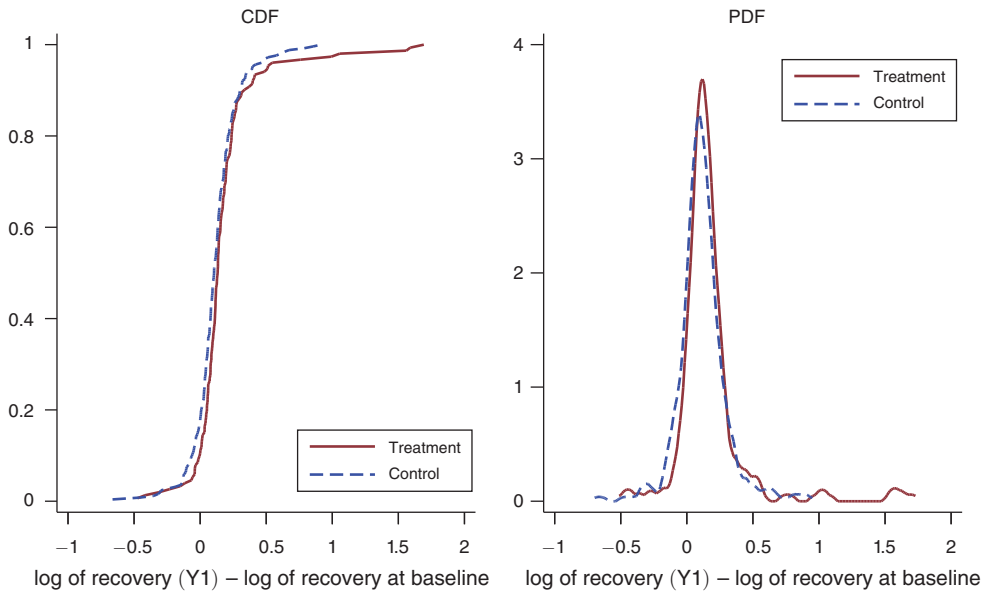 CDF
1
0.8
0.6
0.4
0.2
0
Treatment
Control
−1 −0.5 0 0.5 1 1.5 2
log of recovery (Y1) – log of recovery at baseline
PDF
4
3
2
1
0
Treatment
Control
−1 −0.5 0 0.5 1 1.5 2
log of recovery (Y1) – log of recovery at baseline